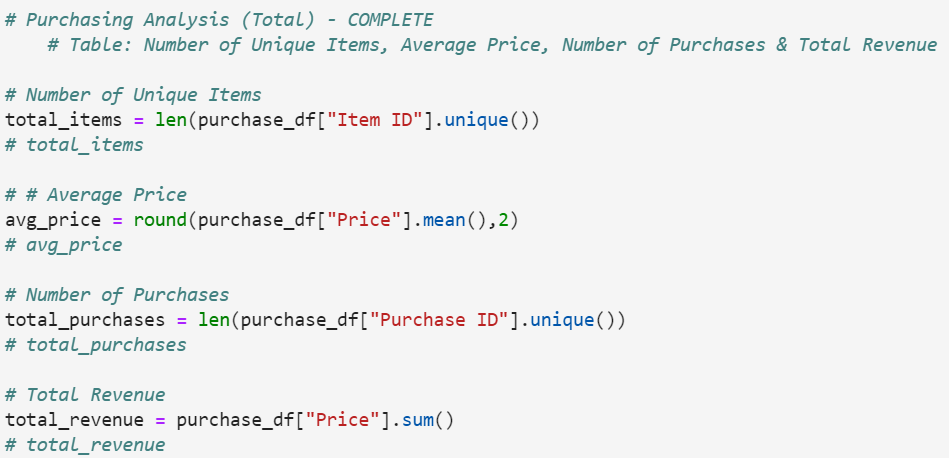 # Purchasing Analysis (Total) - COMPLETE
    # Table: Number of Unique Items, Average Price, Number of Purchases & Total Revenue

# Number of Unique Items
total_items = len(purchase_df["Item ID"].unique())
# total_items

# # Average Price
avg_price = round(purchase_df["Price"].mean(),2)
# avg_price

# Number of Purchases
total_purchases = len(purchase_df["Purchase ID"].unique())
# total_purchases

# Total Revenue
total_revenue = purchase_df["Price"].sum()
# total_revenue